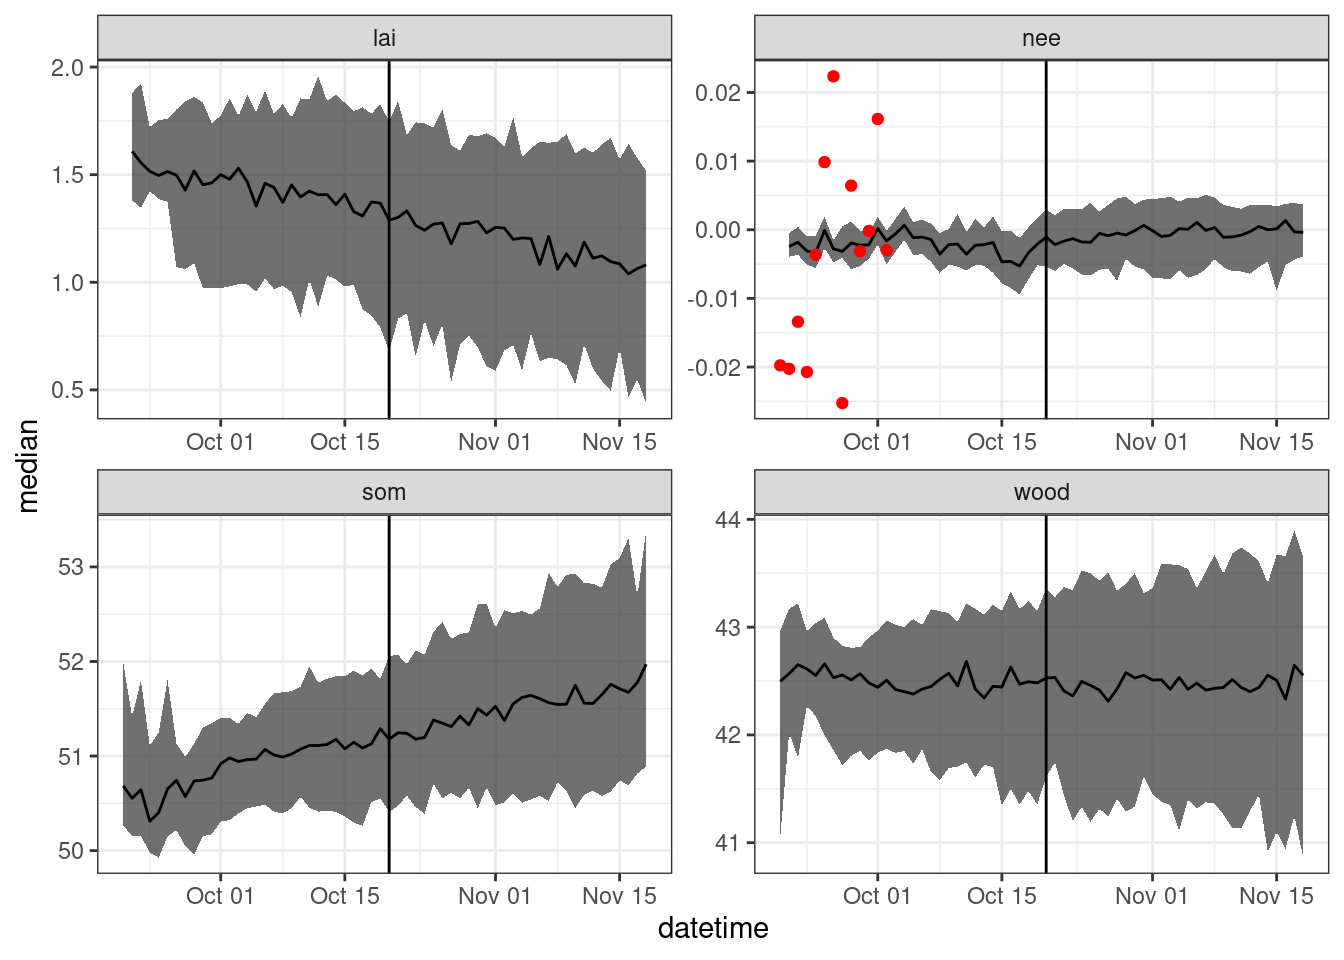 lai
nee
2.0
1.5
1.0
0.5
0.02
0.01
0.00
-0.01
-0.02
Oct 01 Oct 15 Nov 01 Nov 15
Oct 01 Oct 15 Nov 01 Nov 15
median
som
wood
53
52
51
50
44
43
42
41
Oct 01 Oct 15 Nov 01 Nov 15
Oct 01 Oct 15 Nov 01 Nov 15
datetime